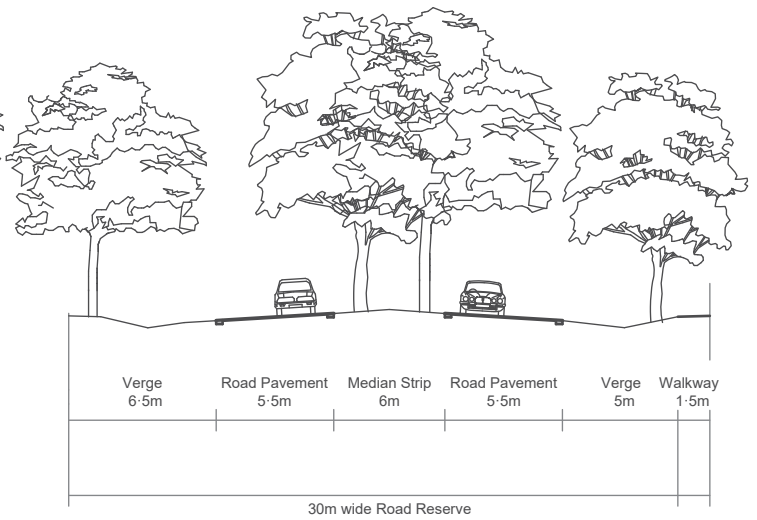 Verge Road Pavement Median Strip Road Pavement Verge Walkway
6·5m 5·5m 6m 5·5m 5m 1·5m
30m wide Road Reserve